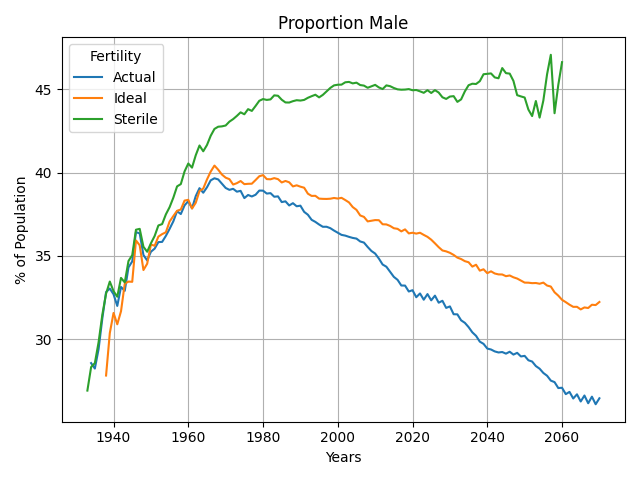 Proportion Male
Fertility
Actual
Ideal
Sterile
% of Population
45
40
35
30
1940 1960 1980 2000 2020 2040 2060
Years